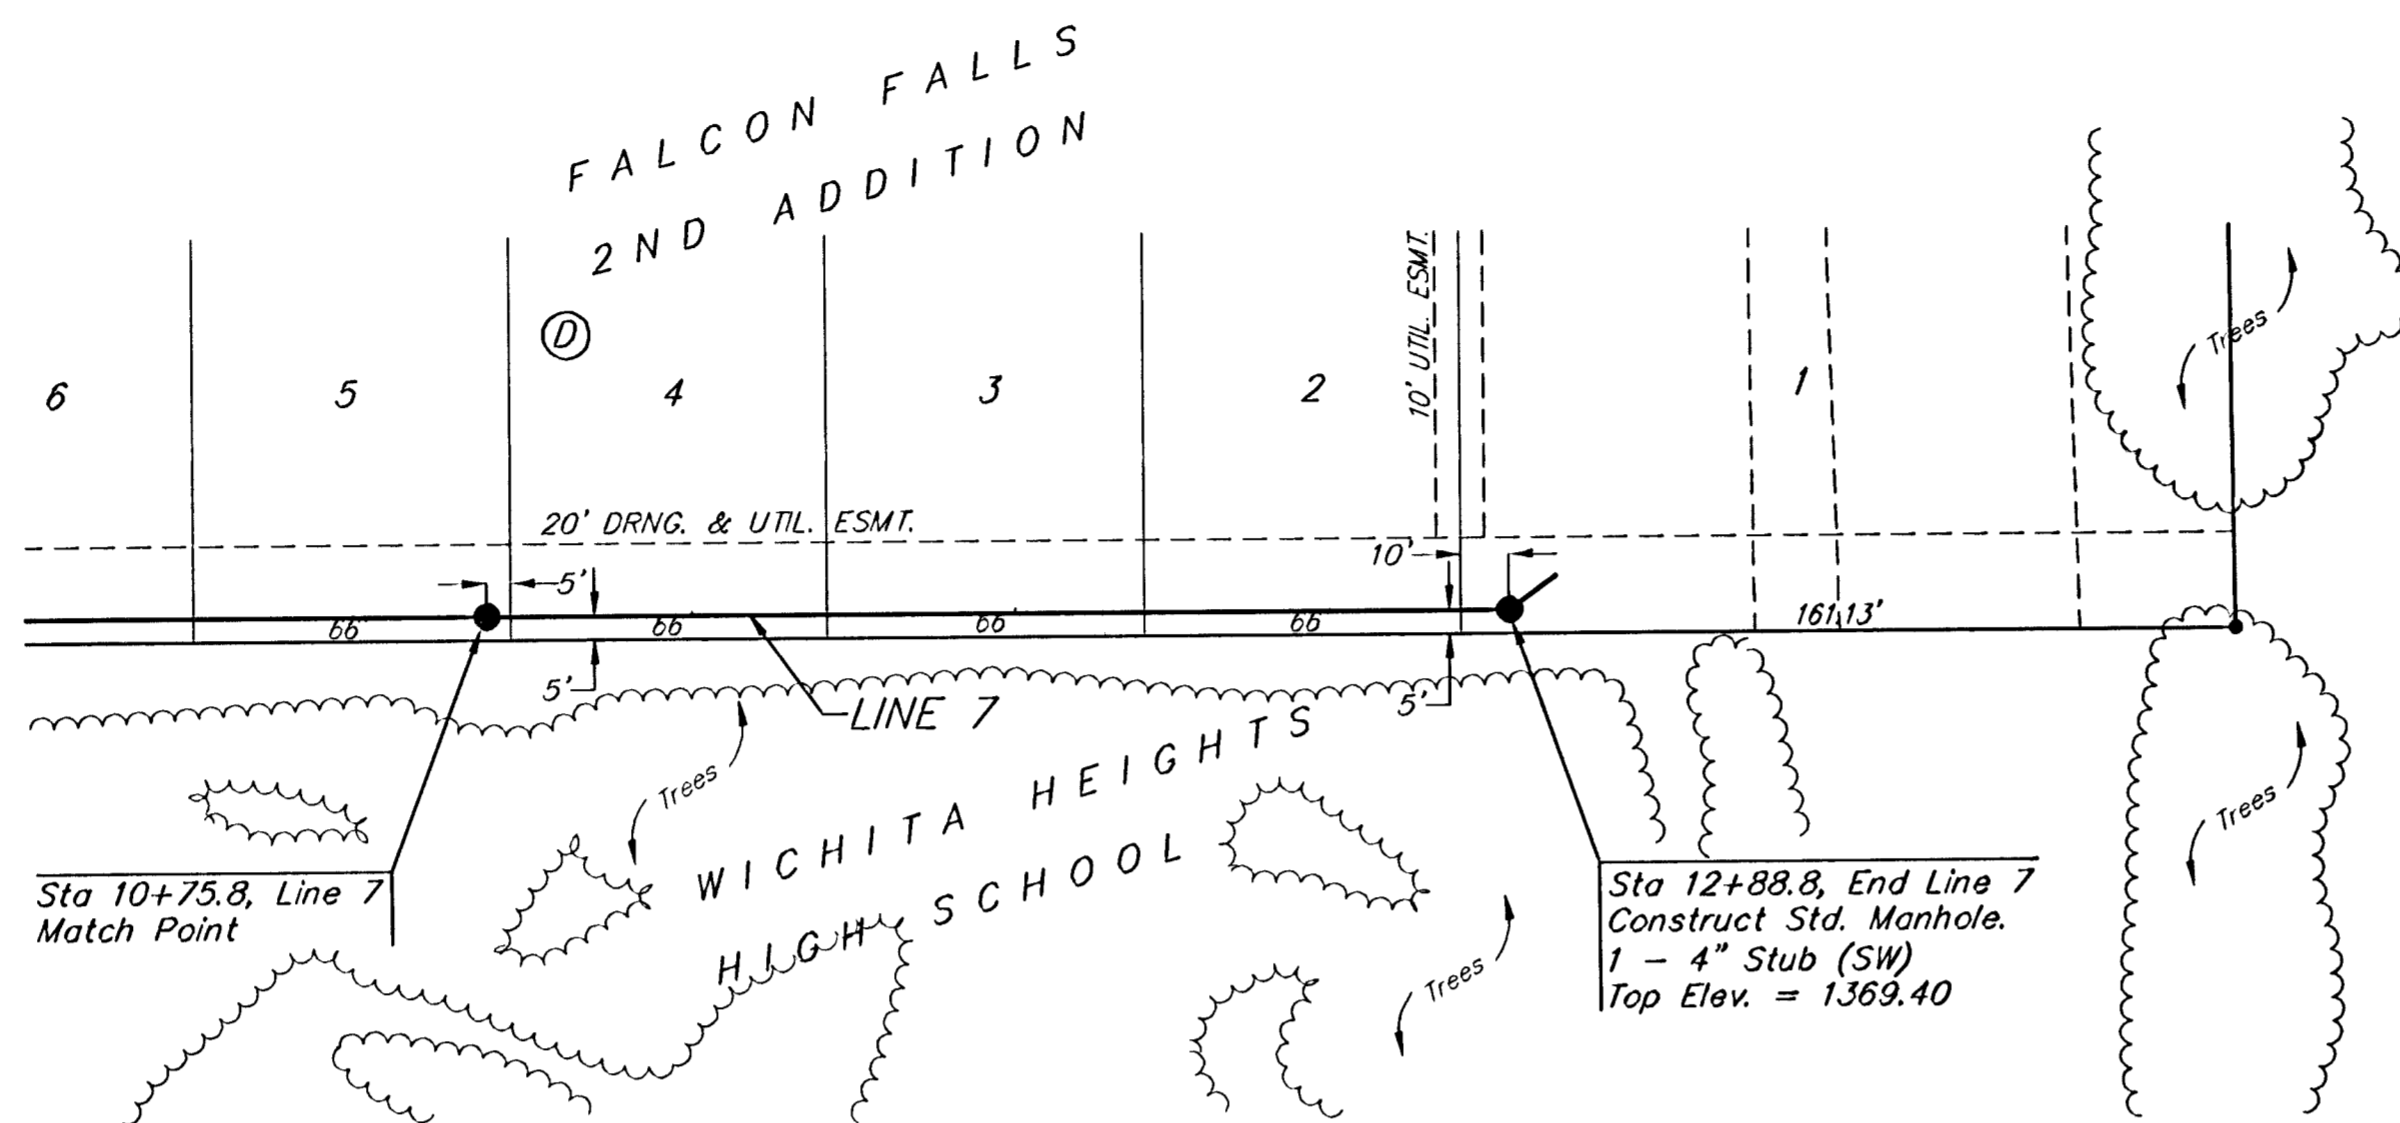 FALCON FALLS
2ND ADDITION
D
6
5
4
3
2
1
10' UTIL. ESMT.
20' DRNG. & UTIL. ESMT.
5'
10'
66'
66
66
66
161.13'
5'
5'
LINE 7
Trees
Trees
Trees
Trees
WICHITA HEIGHTS
HIGH SCHOOL
Sta 10+75.8, Line 7
Match Point
Sta 12+88.8, End Line 7
Construct Std. Manhole.
1 - 4" Stub (SW)
Top Elev. = 1369.40